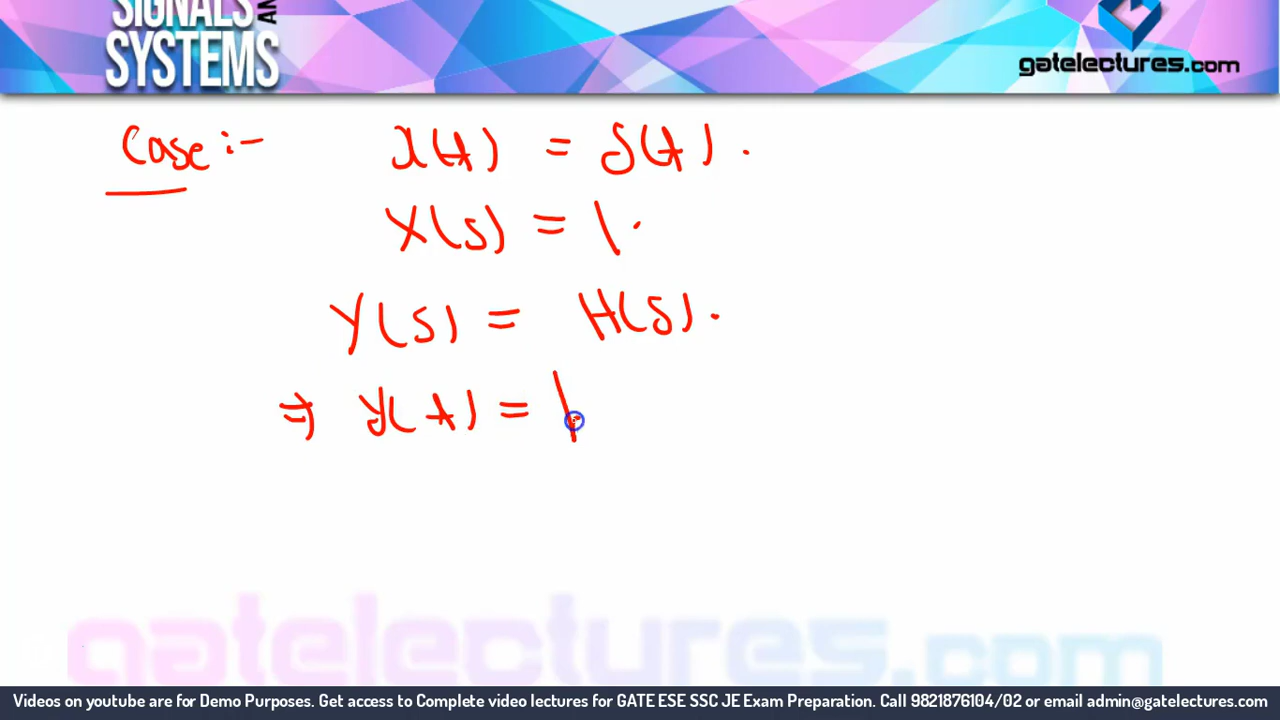 SIGNALS AN
SYSTEMS
gatelectures.com
Case :- x(t) = δ(t).
X(s) = 1.
Y(s) = H(s).
⇒ y(t) =
gatelectures.com
Videos on youtube are for Demo Purposes. Get access to Complete video lectures for GATE ESE SSC JE Exam Preparation. Call 9821876104/02 or email admin@gatelectures.com